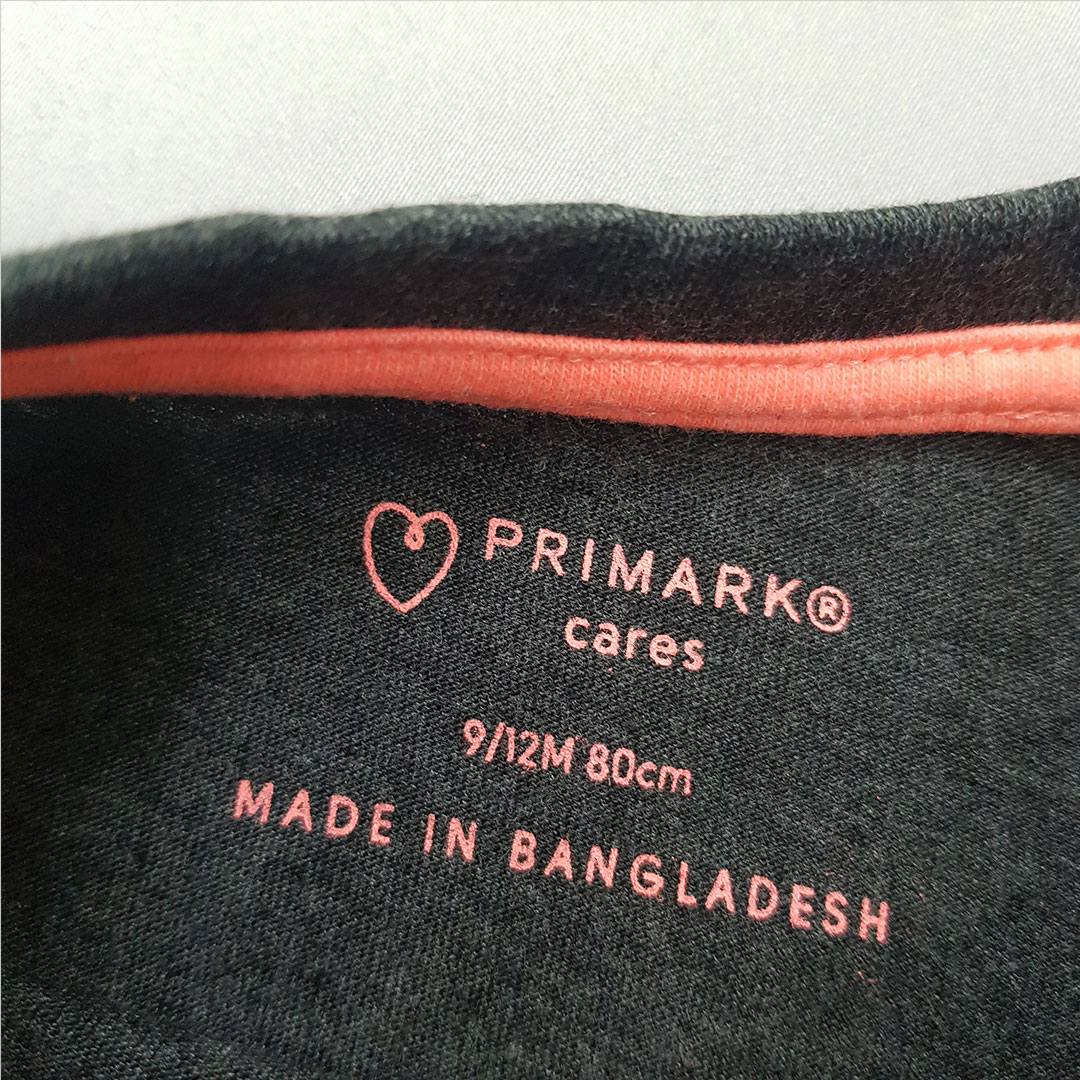 PRIMARK®
cares
9/12M 80cm
MADE IN BANGLADESH